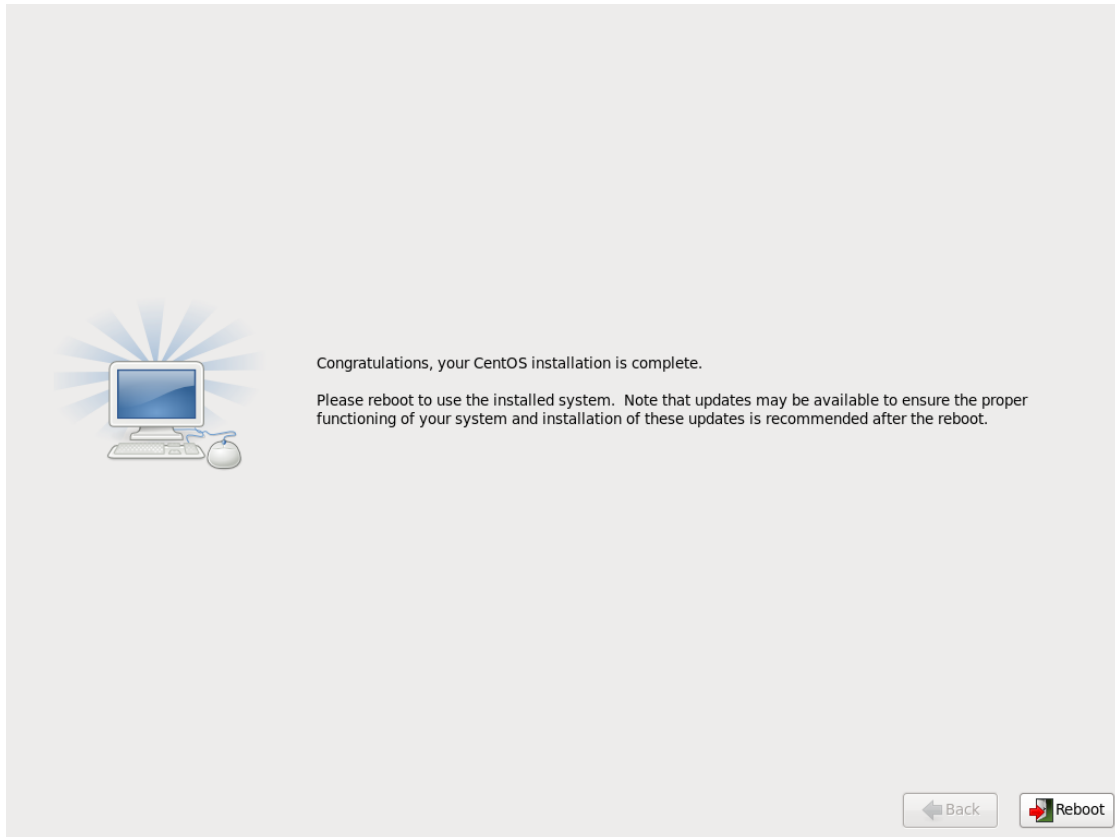 Congratulations, your CentOS installation is complete.
Please reboot to use the installed system.  Note that updates may be available to ensure the proper
functioning of your system and installation of these updates is recommended after the reboot.
Back
Reboot